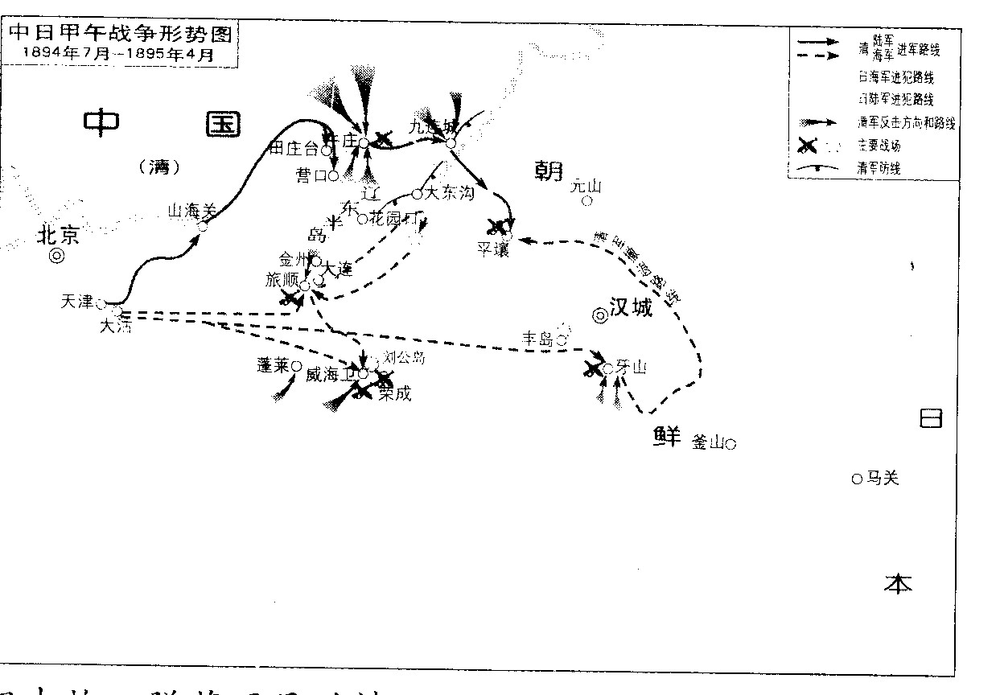 中日甲午战争形势图
1894年7月—1895年4月
清 陆军 海军 进军路线
日海军进犯路线
日陆军进犯路线
清军反击方向和路线
主要战场
清军防线
中 国
（清）
北京
天津
大沽
山海关
田庄台
牛庄
营口
九连城
大东沟
花园口
辽东半岛
金州
大连
旅顺
蓬莱
威海卫
刘公岛
荣成
朝鲜
元山
平壤
清军撤退路线
汉城
丰岛
牙山
釜山
日本
马关